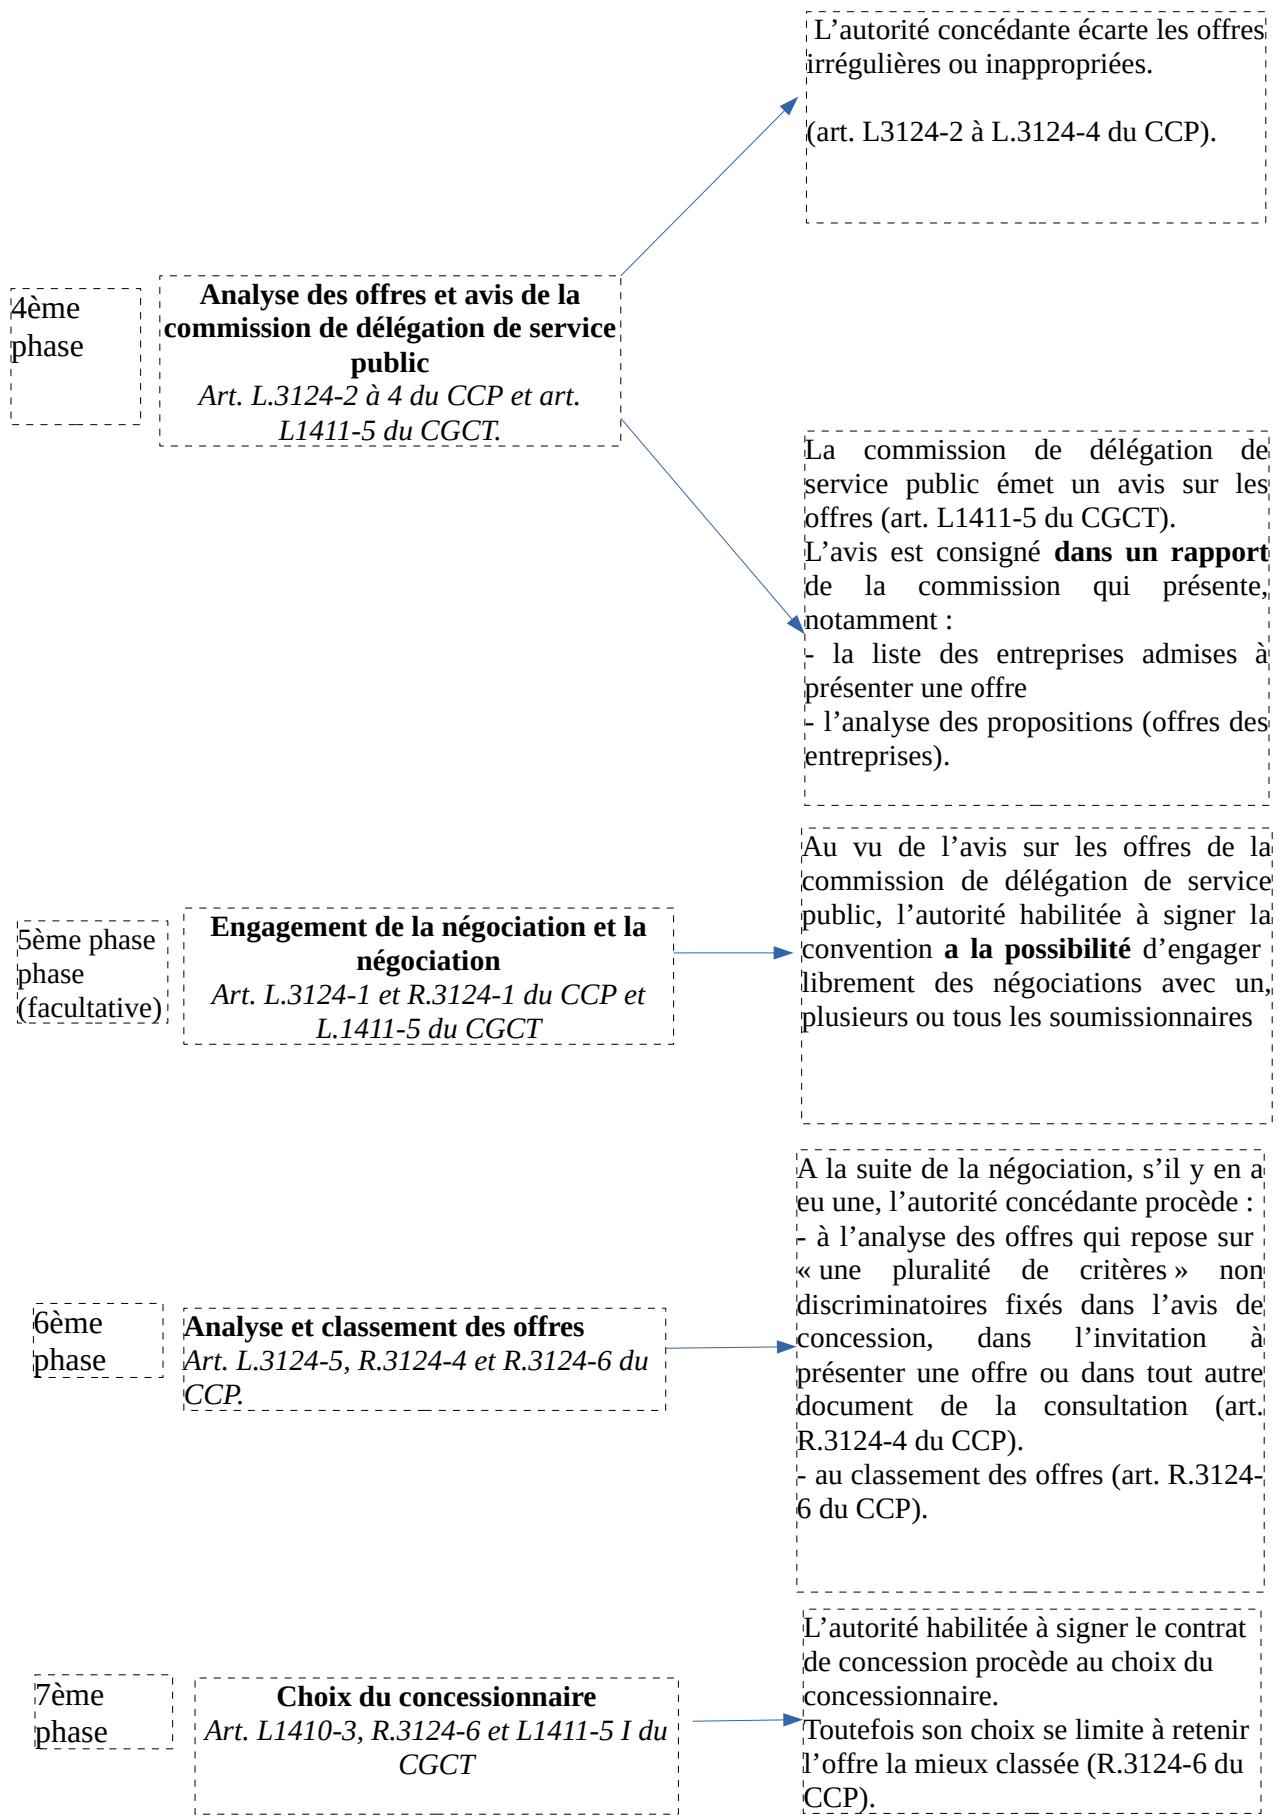 L’autorité concédante écarte les offres
irrégulières ou inappropriées.
(art. L3124-2 à L.3124-4 du CCP).
4ème
phase
Analyse des offres et avis de la
commission de délégation de service
public
Art. L.3124-2 à 4 du CCP et art.
L1411-5 du CGCT.
La commission de délégation de
service public émet un avis sur les
offres (art. L1411-5 du CGCT).
L’avis est consigné dans un rapport
de la commission qui présente,
notamment :
- la liste des entreprises admises à
présenter une offre
- l’analyse des propositions (offres des
entreprises).
5ème phase
phase
(facultative)
Engagement de la négociation et la
négociation
Art. L.3124-1 et R.3124-1 du CCP et
L.1411-5 du CGCT
Au vu de l’avis sur les offres de la
commission de délégation de service
public, l’autorité habilitée à signer la
convention a la possibilité d’engager
librement des négociations avec un,
plusieurs ou tous les soumissionnaires
6ème
phase
Analyse et classement des offres
Art. L.3124-5, R.3124-4 et R.3124-6 du
CCP.
A la suite de la négociation, s’il y en a
eu une, l’autorité concédante procède :
- à l’analyse des offres qui repose sur
« une pluralité de critères » non
discriminatoires fixés dans l’avis de
concession, dans l’invitation à
présenter une offre ou dans tout autre
document de la consultation (art.
R.3124-4 du CCP).
- au classement des offres (art. R.3124-
6 du CCP).
7ème
phase
Choix du concessionnaire
Art. L1410-3, R.3124-6 et L1411-5 I du
CGCT
L’autorité habilitée à signer le contrat
de concession procède au choix du
concessionnaire.
Toutefois son choix se limite à retenir
l’offre la mieux classée (R.3124-6 du
CCP).